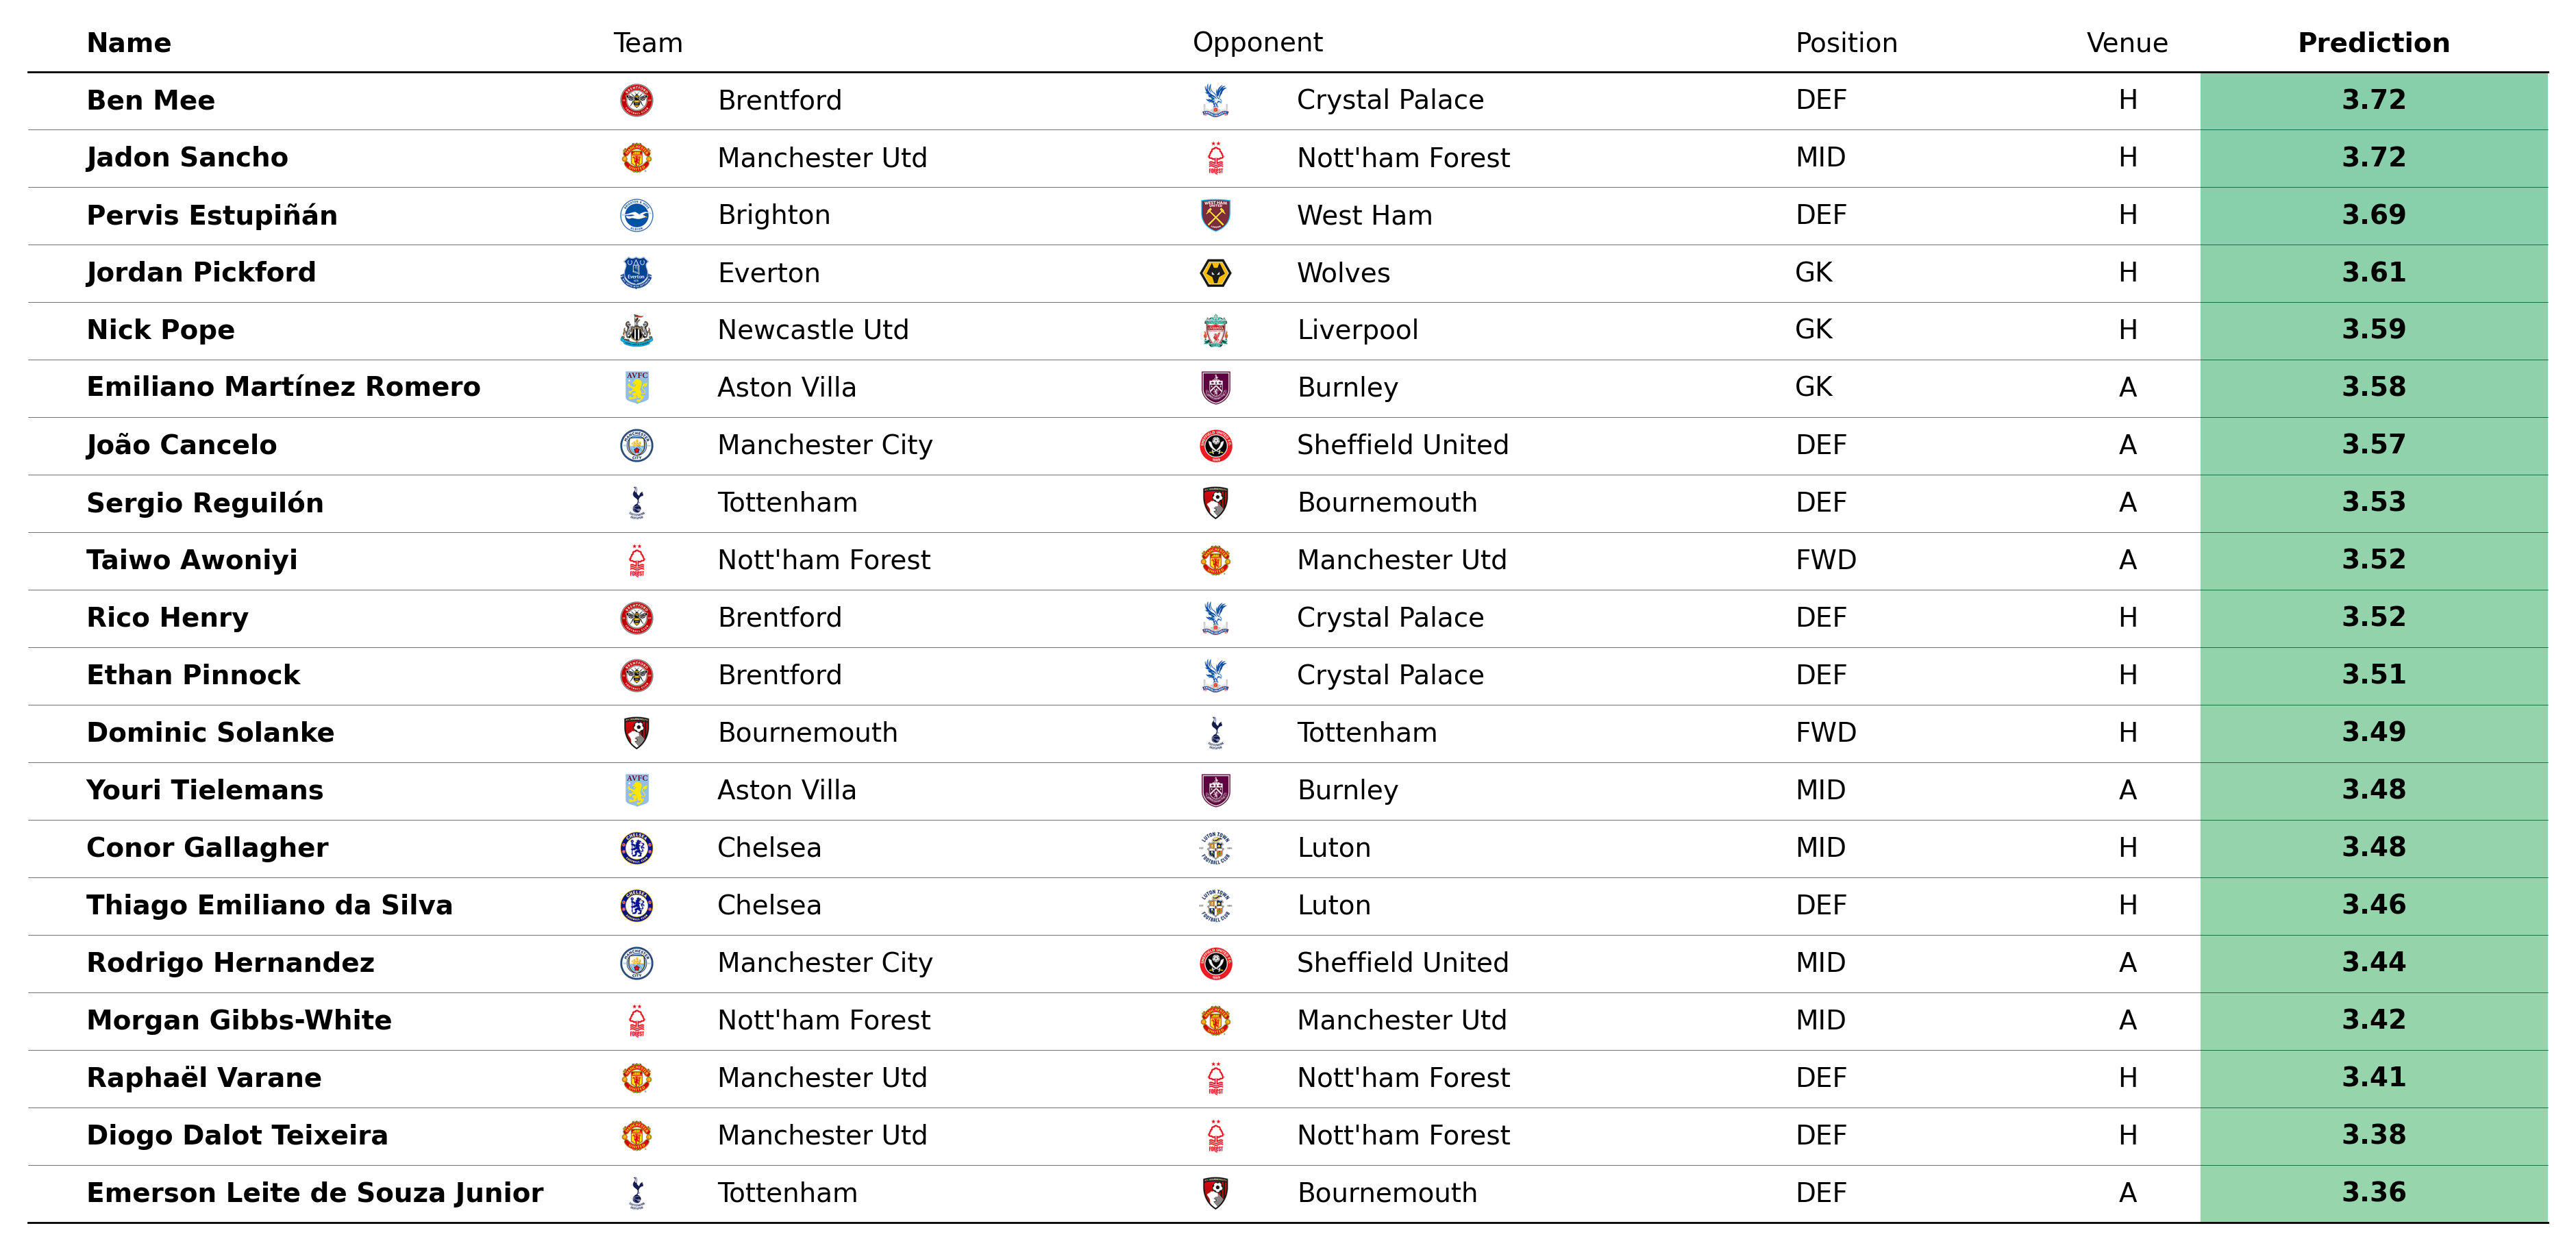 Name Team Opponent Position Venue Prediction
Ben Mee Brentford Crystal Palace DEF H 3.72
Jadon Sancho Manchester Utd Nott'ham Forest MID H 3.72
Pervis Estupiñán Brighton West Ham DEF H 3.69
Jordan Pickford Everton Wolves GK H 3.61
Nick Pope Newcastle Utd Liverpool GK H 3.59
Emiliano Martínez Romero Aston Villa Burnley GK A 3.58
João Cancelo Manchester City Sheffield United DEF A 3.57
Sergio Reguilón Tottenham Bournemouth DEF A 3.53
Taiwo Awoniyi Nott'ham Forest Manchester Utd FWD A 3.52
Rico Henry Brentford Crystal Palace DEF H 3.52
Ethan Pinnock Brentford Crystal Palace DEF H 3.51
Dominic Solanke Bournemouth Tottenham FWD H 3.49
Youri Tielemans Aston Villa Burnley MID A 3.48
Conor Gallagher Chelsea Luton MID H 3.48
Thiago Emiliano da Silva Chelsea Luton DEF H 3.46
Rodrigo Hernandez Manchester City Sheffield United MID A 3.44
Morgan Gibbs-White Nott'ham Forest Manchester Utd MID A 3.42
Raphaël Varane Manchester Utd Nott'ham Forest DEF H 3.41
Diogo Dalot Teixeira Manchester Utd Nott'ham Forest DEF H 3.38
Emerson Leite de Souza Junior Tottenham Bournemouth DEF A 3.36